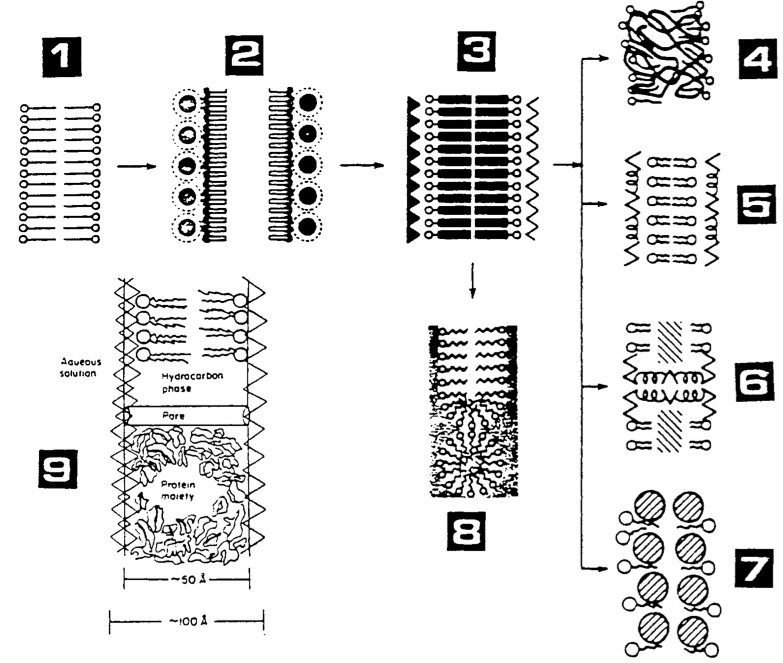 1
2
3
4
5
6
7
8
9
Aqueous
solution
Hydrocarbon
phase
Pore
Protein
moiety
~50 Å
~100 Å